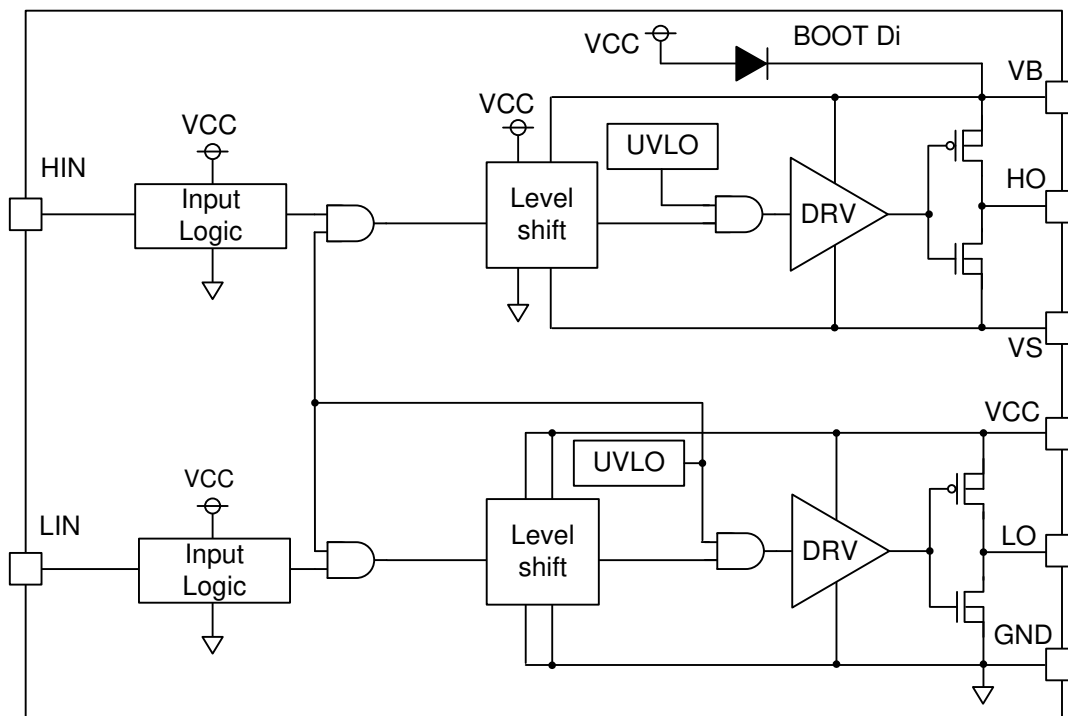 BOOT Di
VCC
VB
VCC
VCC
UVLO
HIN
Input
Logic
Level
shift
DRV
HO
VS
VCC
UVLO
VCC
LIN
Input
Logic
Level
shift
DRV
LO
GND